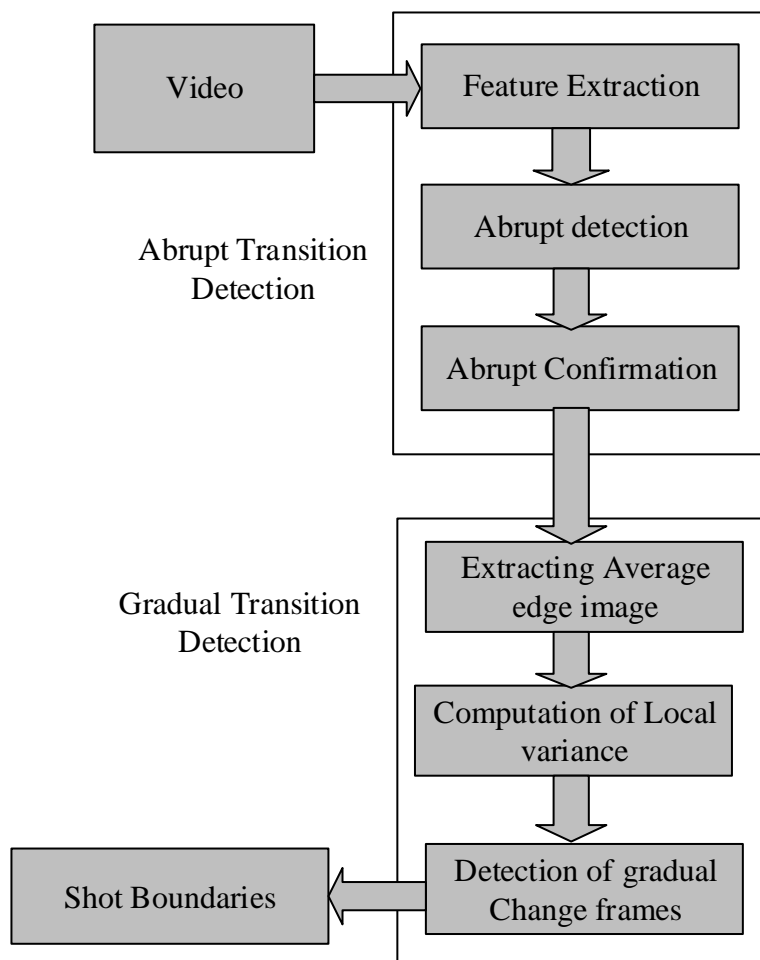 Video
Feature Extraction
Abrupt detection
Abrupt Transition
Detection
Abrupt Confirmation
Extracting Average
edge image
Gradual Transition
Detection
Computation of Local
variance
Detection of gradual
Change frames
Shot Boundaries